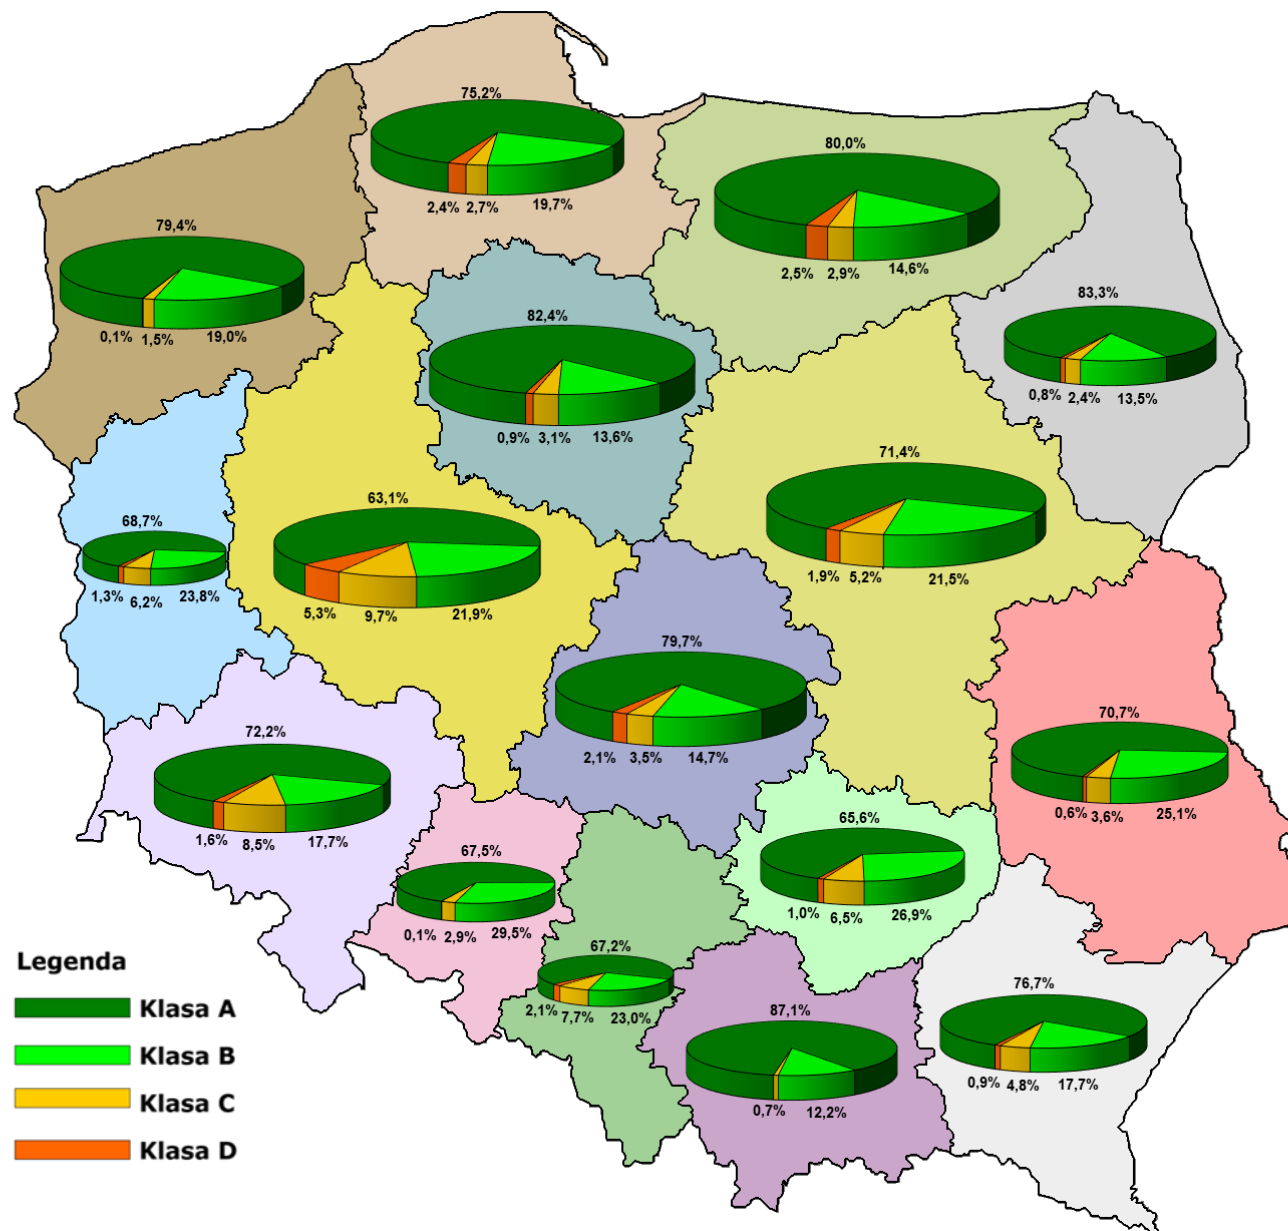 75,2%
2,4% 2,7% 19,7%
80,0%
2,5% 2,9% 14,6%
79,4%
0,1% 1,5% 19,0%
83,3%
0,8% 2,4% 13,5%
82,4%
0,9% 3,1% 13,6%
71,4%
1,9% 5,2% 21,5%
63,1%
5,3% 9,7% 21,9%
68,7%
1,3% 6,2% 23,8%
79,7%
2,1% 3,5% 14,7%
70,7%
0,6% 3,6% 25,1%
72,2%
1,6% 8,5% 17,7%
65,6%
1,0% 6,5% 26,9%
67,5%
0,1% 2,9% 29,5%
67,2%
2,1% 7,7% 23,0%
76,7%
0,9% 4,8% 17,7%
87,1%
0,7% 12,2%
Legenda
Klasa A
Klasa B
Klasa C
Klasa D